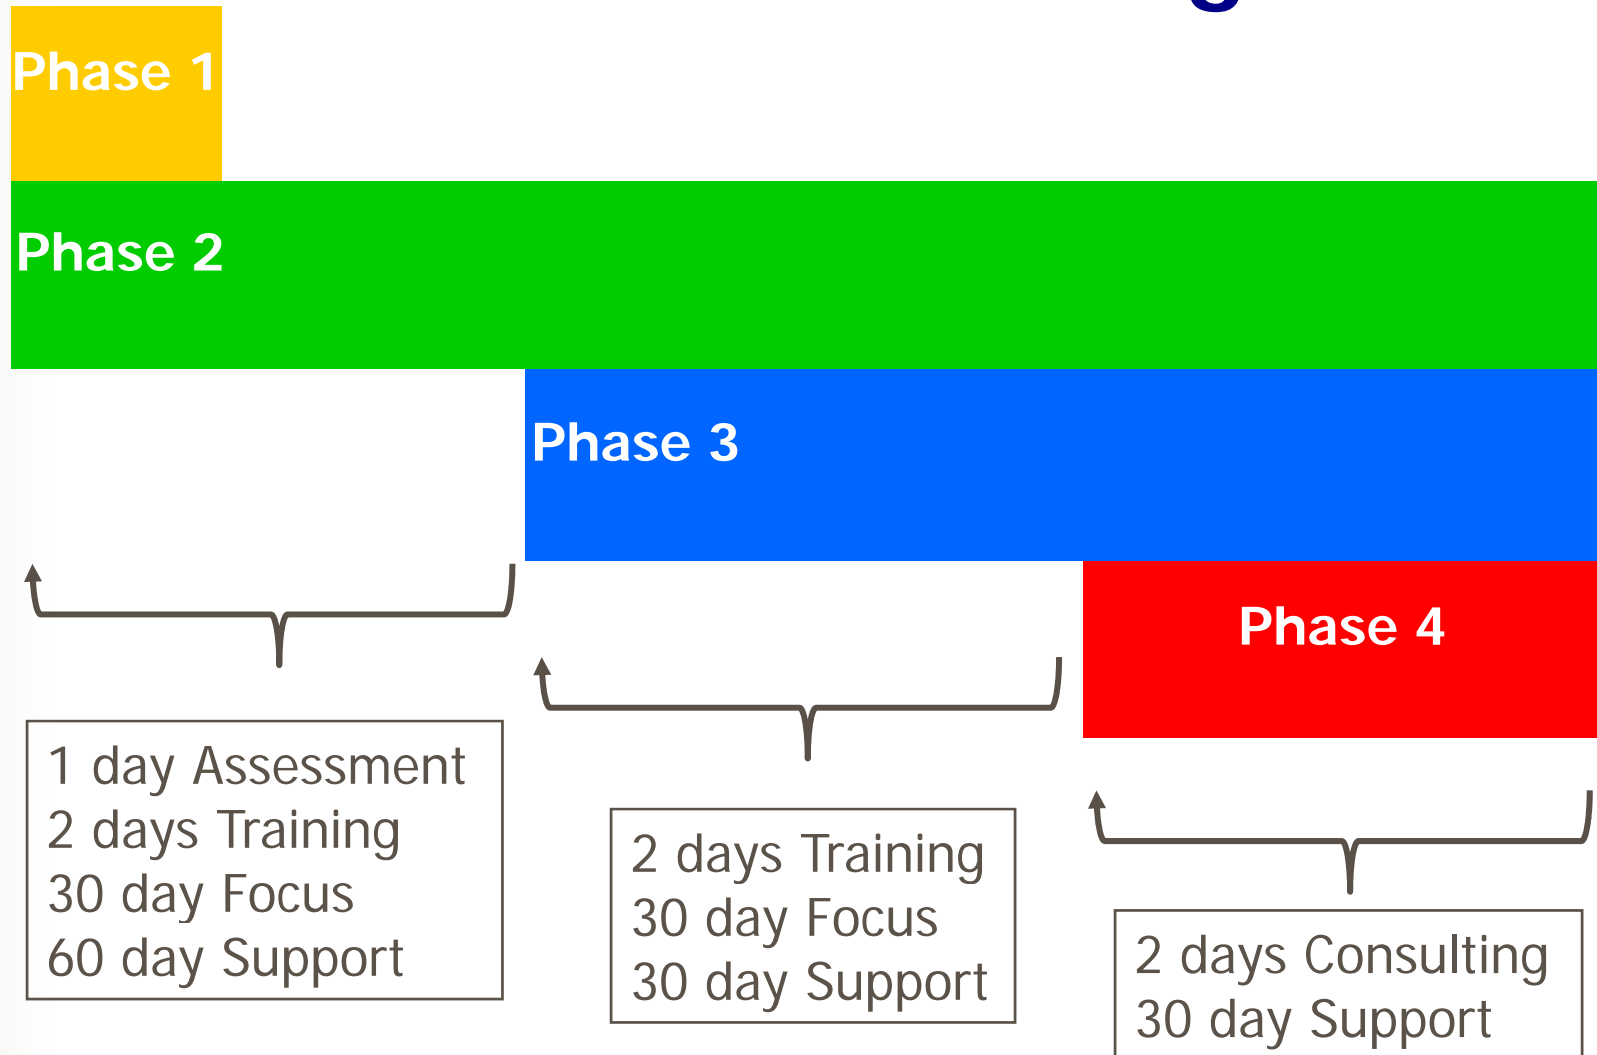 Phase 1
Phase 2
Phase 3
Phase 4
1 day Assessment
2 days Training
30 day Focus
60 day Support
2 days Training
30 day Focus
30 day Support
2 days Consulting
30 day Support